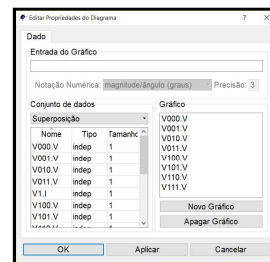 Editar Propriedades do Diagrama ? X
Dado
Entrada do Gráfico
Notação Numérica: magnitude/ângulo (graus) Precisão: 3
Conjunto de dados
Superposição
Nome Tipo Tamanho
V000.V indep 1
V001.V indep 1
V010.V indep 1
V011.V indep 1
V1.I indep 1
V100.V indep 1
V101.V indep 1
V110.V indep 1
Gráfico
V000.V
V001.V
V010.V
V011.V
V100.V
V101.V
V110.V
V111.V
Novo Gráfico
Apagar Gráfico
OK Aplicar Cancelar